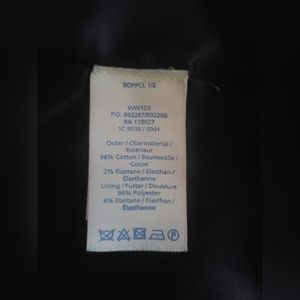 BDPPCL 1/2
WW103
P.O. 892267/892268
RN 118027
SC 9038 / 0001
Outer / Obermaterial /
Extérieur
98% Cotton / Baumwolle /
Coton
2% Elastane / Elasthan /
Élasthanne
Lining / Futter / Doublure
96% Polyester
4% Elastane / Elasthan /
Élasthanne